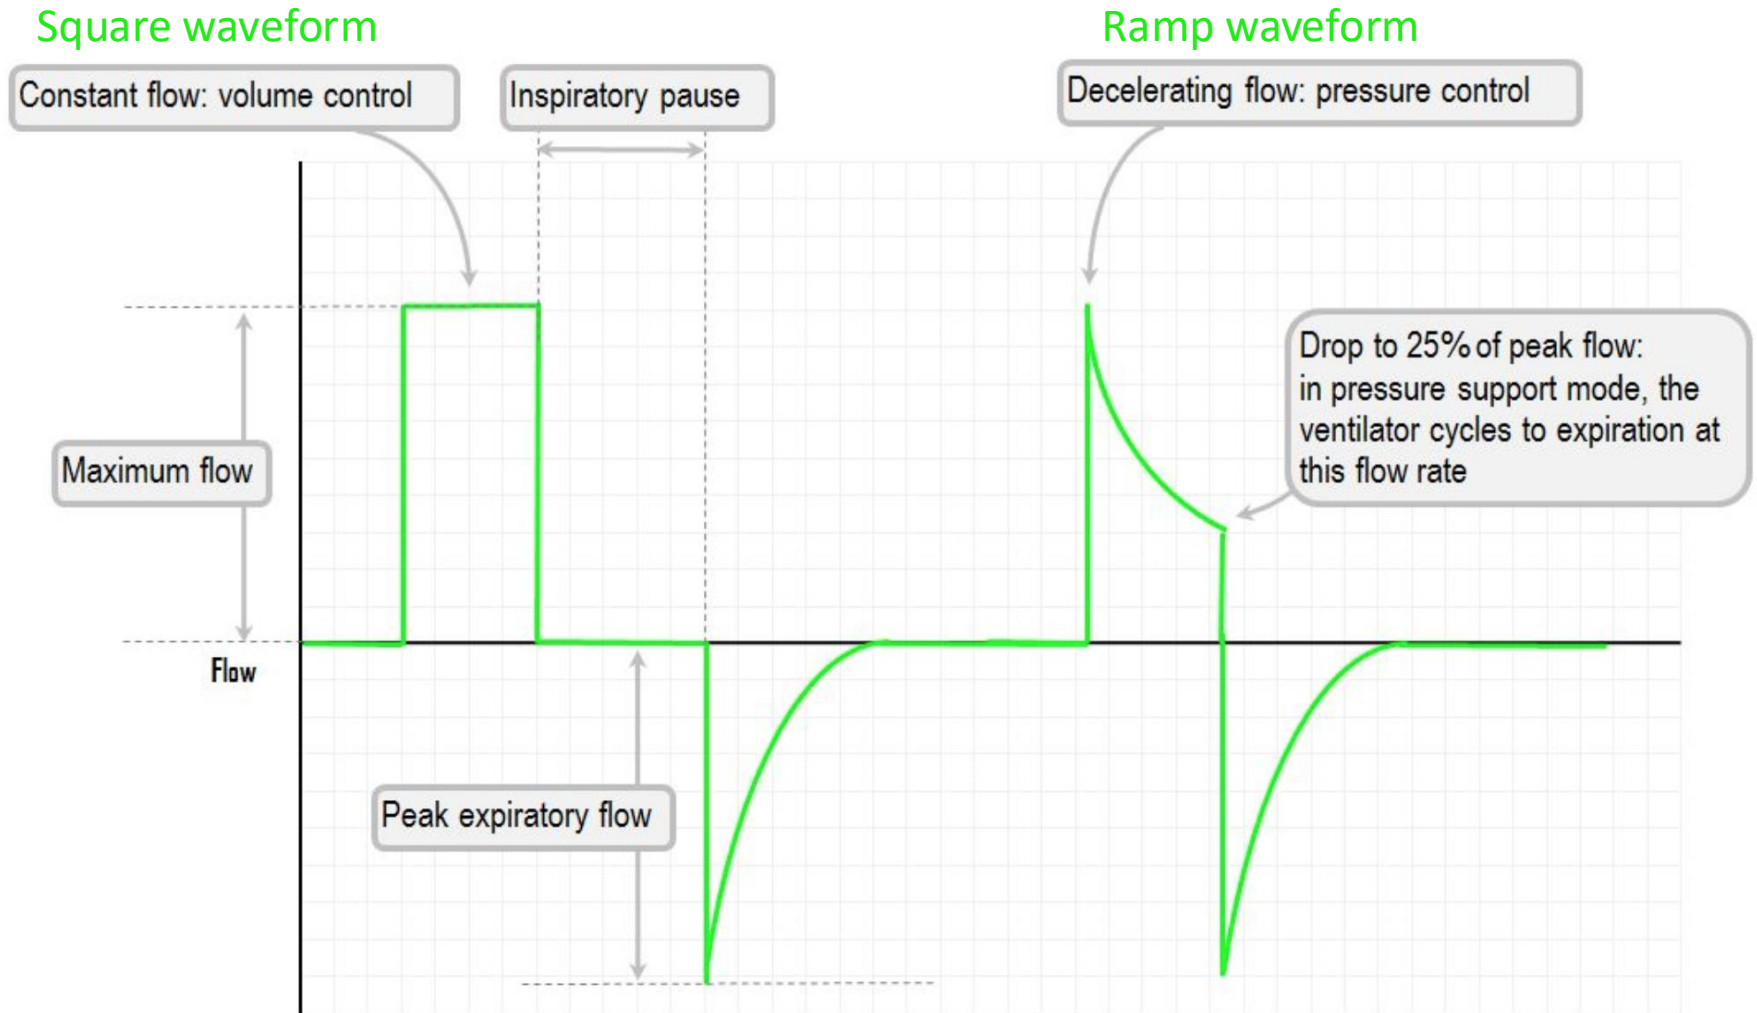 Square waveform
Ramp waveform
Constant flow: volume control
Inspiratory pause
Decelerating flow: pressure control
Drop to 25% of peak flow:
in pressure support mode, the
ventilator cycles to expiration at
this flow rate
Maximum flow
Flow
Peak expiratory flow